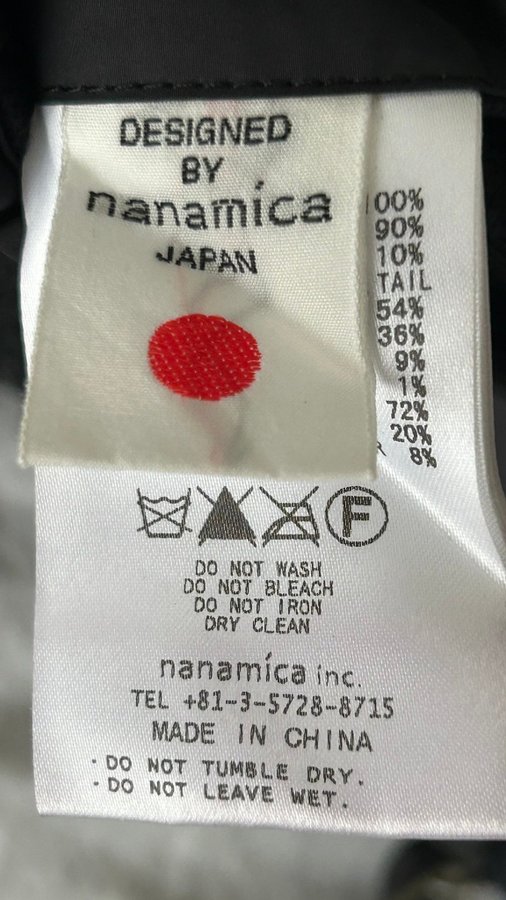 DESIGNED
BY
nanamíca
JAPAN
100%
90%
10%
TAIL
54%
36%
9%
1%
72%
20%
8%
F
DO NOT WASH
DO NOT BLEACH
DO NOT IRON
DRY CLEAN
nanamíca inc.
TEL +81-3-5728-8715
MADE IN CHINA
・DO NOT TUMBLE DRY.
・DO NOT LEAVE WET.